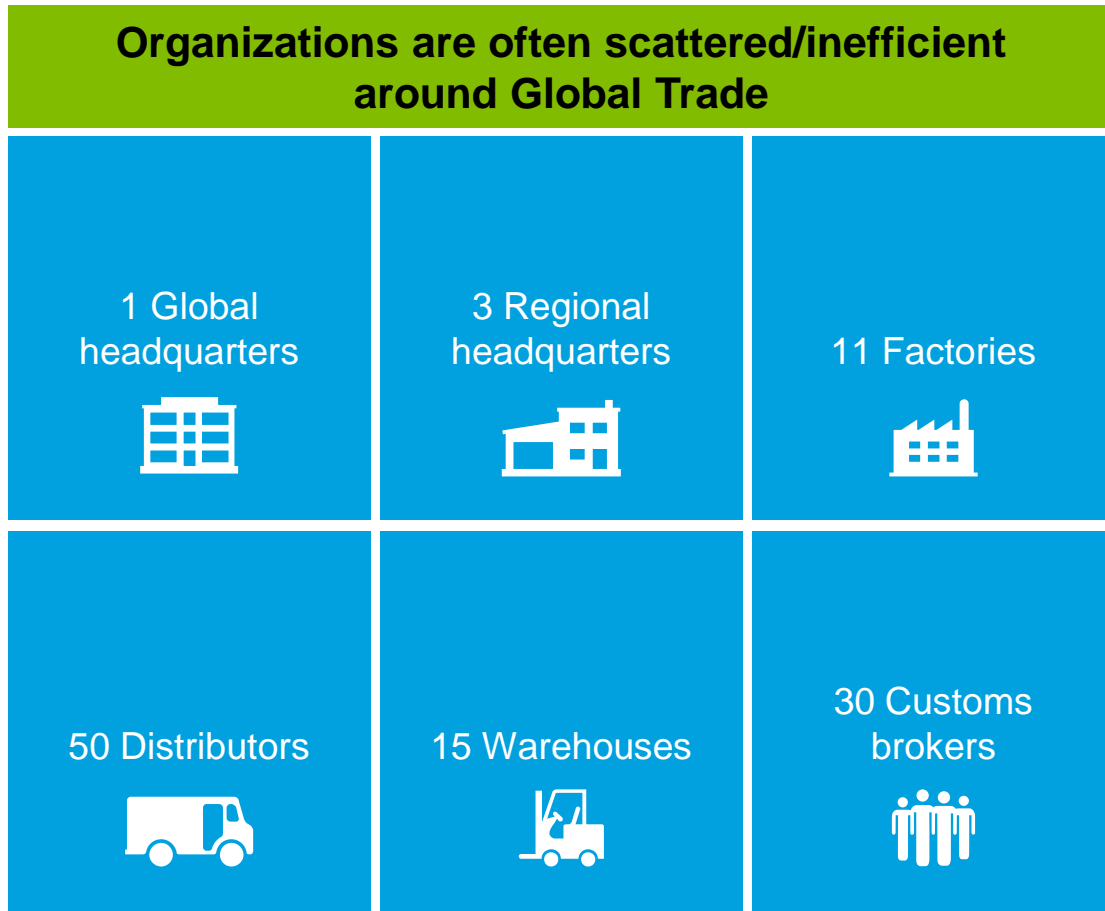 Organizations are often scattered/inefficient
around Global Trade
1 Global
headquarters
3 Regional
headquarters
11 Factories
50 Distributors
15 Warehouses
30 Customs
brokers